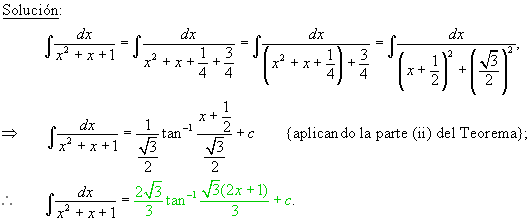 Solución:
∫ dx/(x² + x + 1) = ∫ dx/(x² + x + 1/4 + 3/4) = ∫ dx/((x² + x + 1/4) + 3/4) = ∫ dx/((x + 1/2)² + (√3/2)²),
⇒ ∫ dx/(x² + x + 1) = 1/(√3/2) tan⁻¹ (x + 1/2)/(√3/2) + c {aplicando la parte (ii) del Teorema};
∴ ∫ dx/(x² + x + 1) = 2√3/3 tan⁻¹ √3(2x + 1)/3 + c.